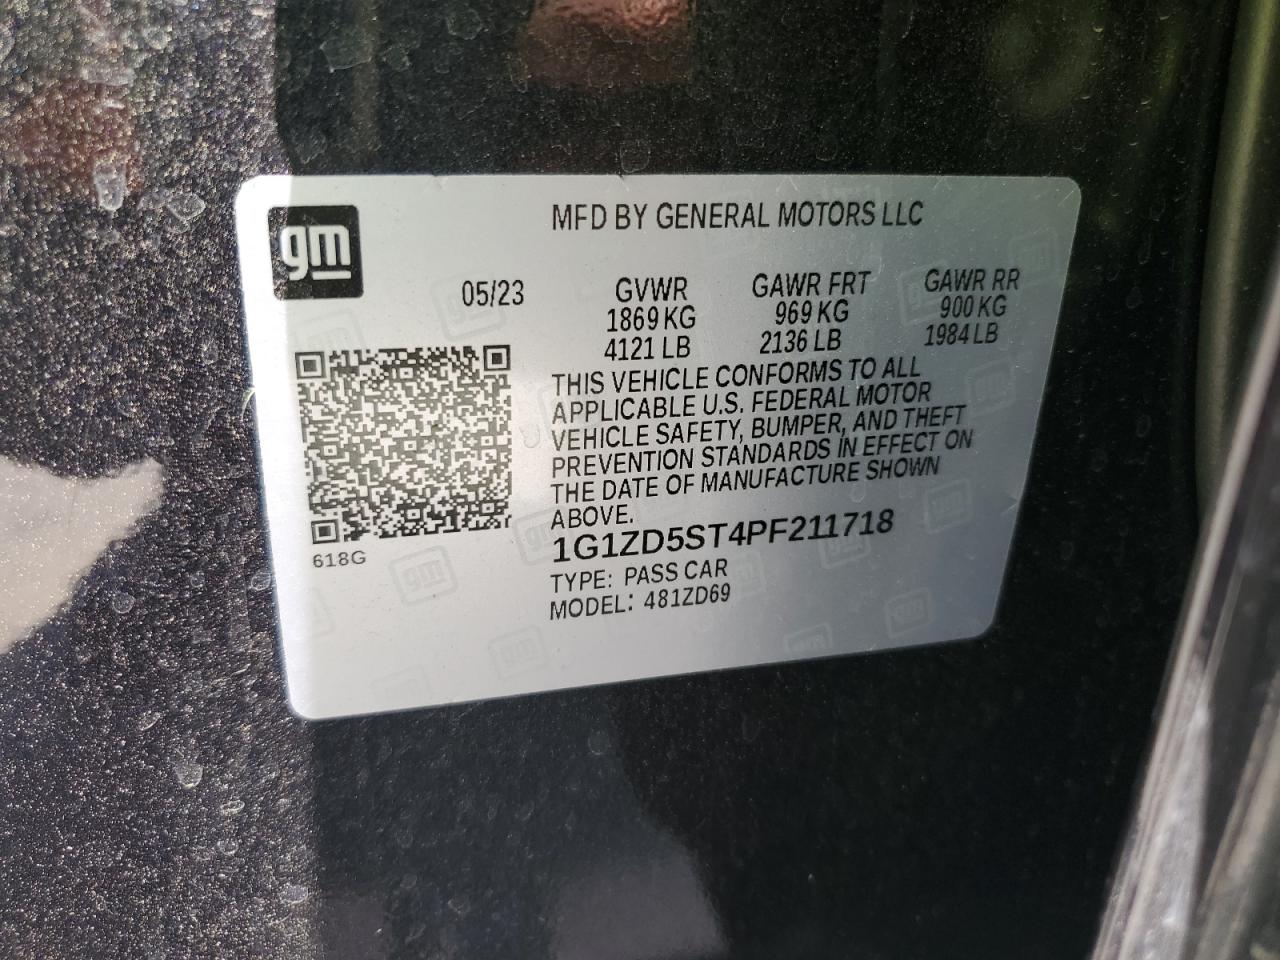 gm
MFD BY GENERAL MOTORS LLC
05/23 GVWR GAWR FRT GAWR RR
1869 KG 969 KG 900 KG
4121 LB 2136 LB 1984 LB
THIS VEHICLE CONFORMS TO ALL
APPLICABLE U.S. FEDERAL MOTOR
VEHICLE SAFETY, BUMPER, AND THEFT
PREVENTION STANDARDS IN EFFECT ON
THE DATE OF MANUFACTURE SHOWN
ABOVE.
1G1ZD5ST4PF211718
TYPE: PASS CAR
MODEL: 481ZD69
618G